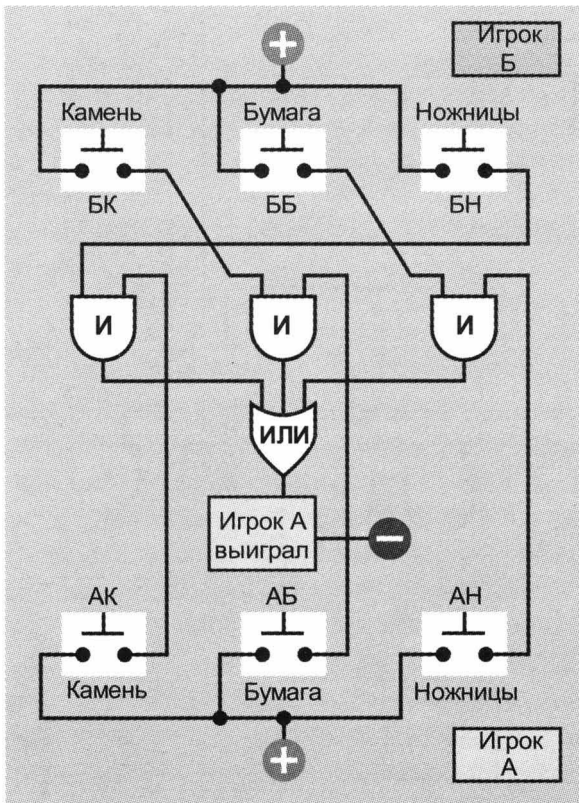 +
Игрок
Б
Камень
Бумага
Ножницы
БК
ББ
БН
И
И
И
ИЛИ
Игрок А
выиграл
−
АК
АБ
АН
Камень
Бумага
Ножницы
+
Игрок
А